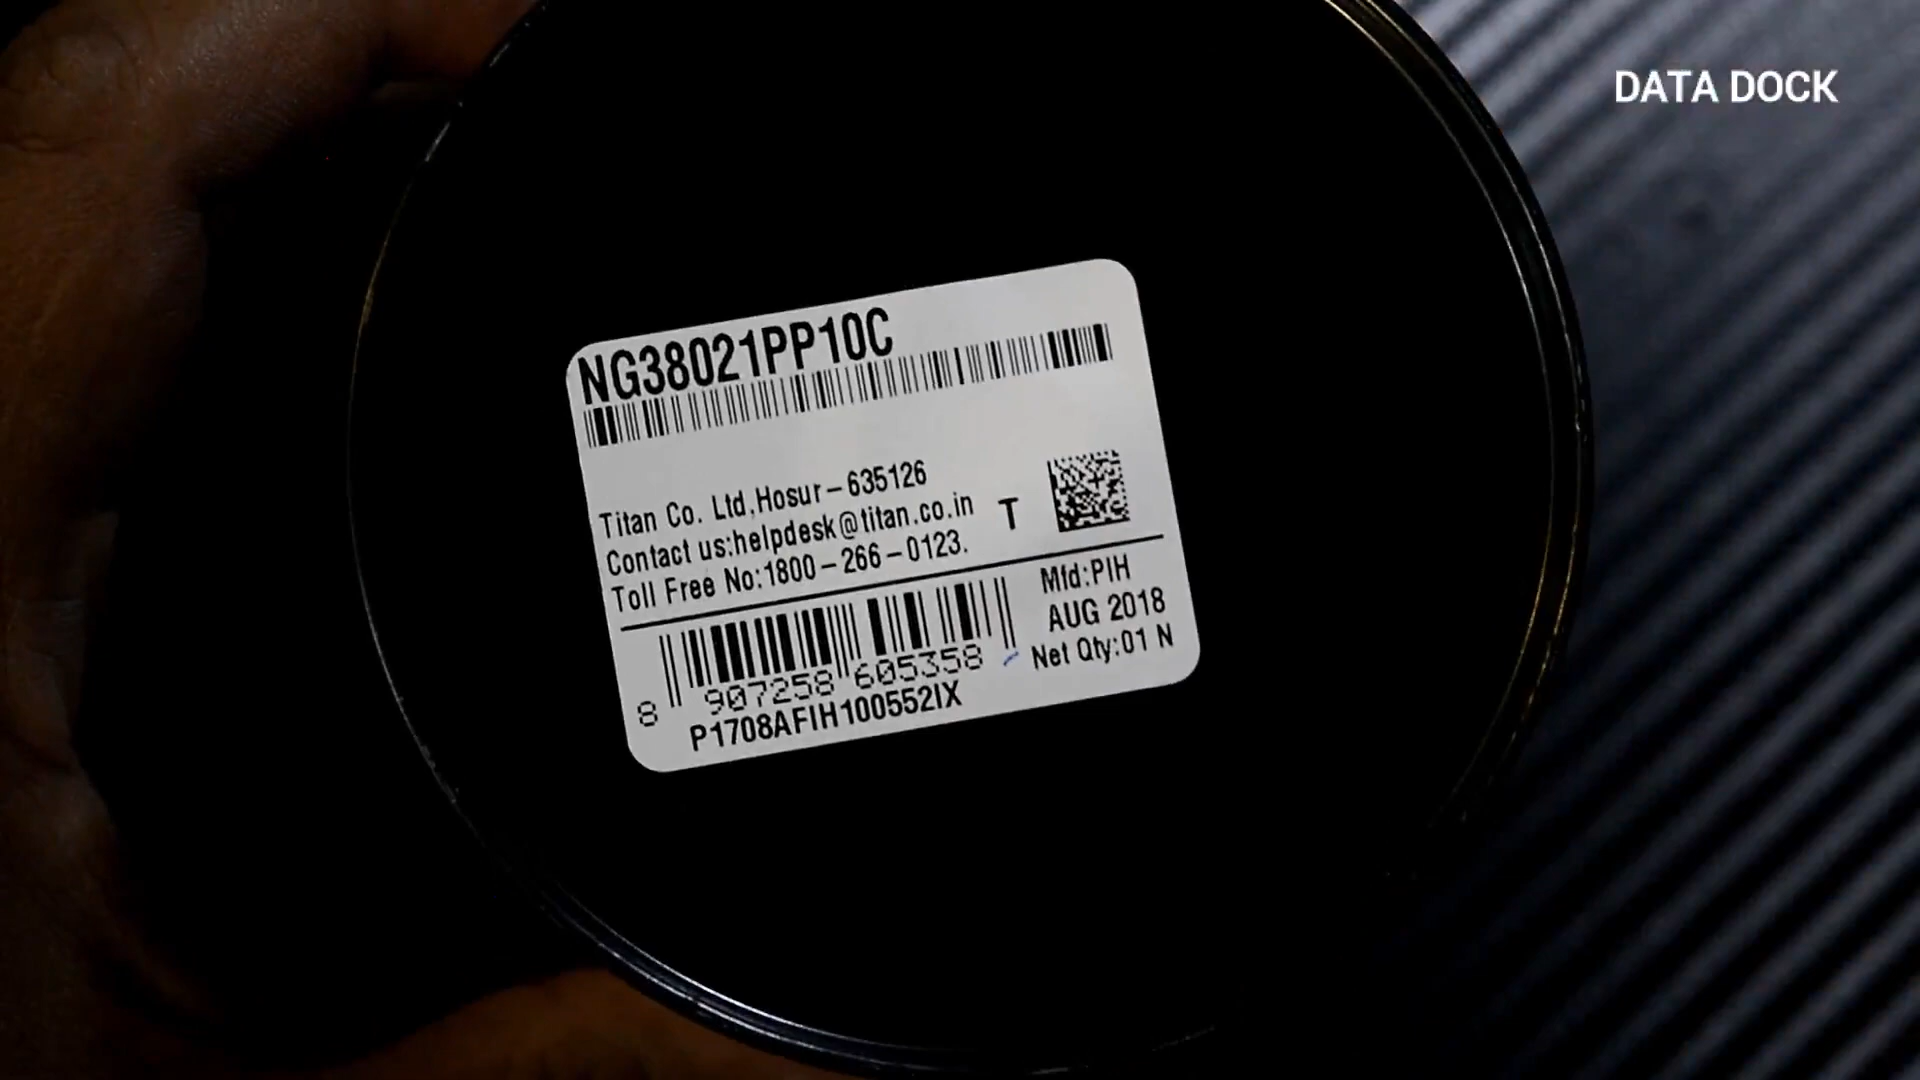 DATA DOCK
NG38021PP10C
Titan Co. Ltd,Hosur-635126
Contact us:helpdesk@titan.co.in
Toll Free No:1800-266-0123.
T
Mfd:PIH
AUG 2018
Net Qty:01 N
8 907258 605358
P1708AFIH100552IX